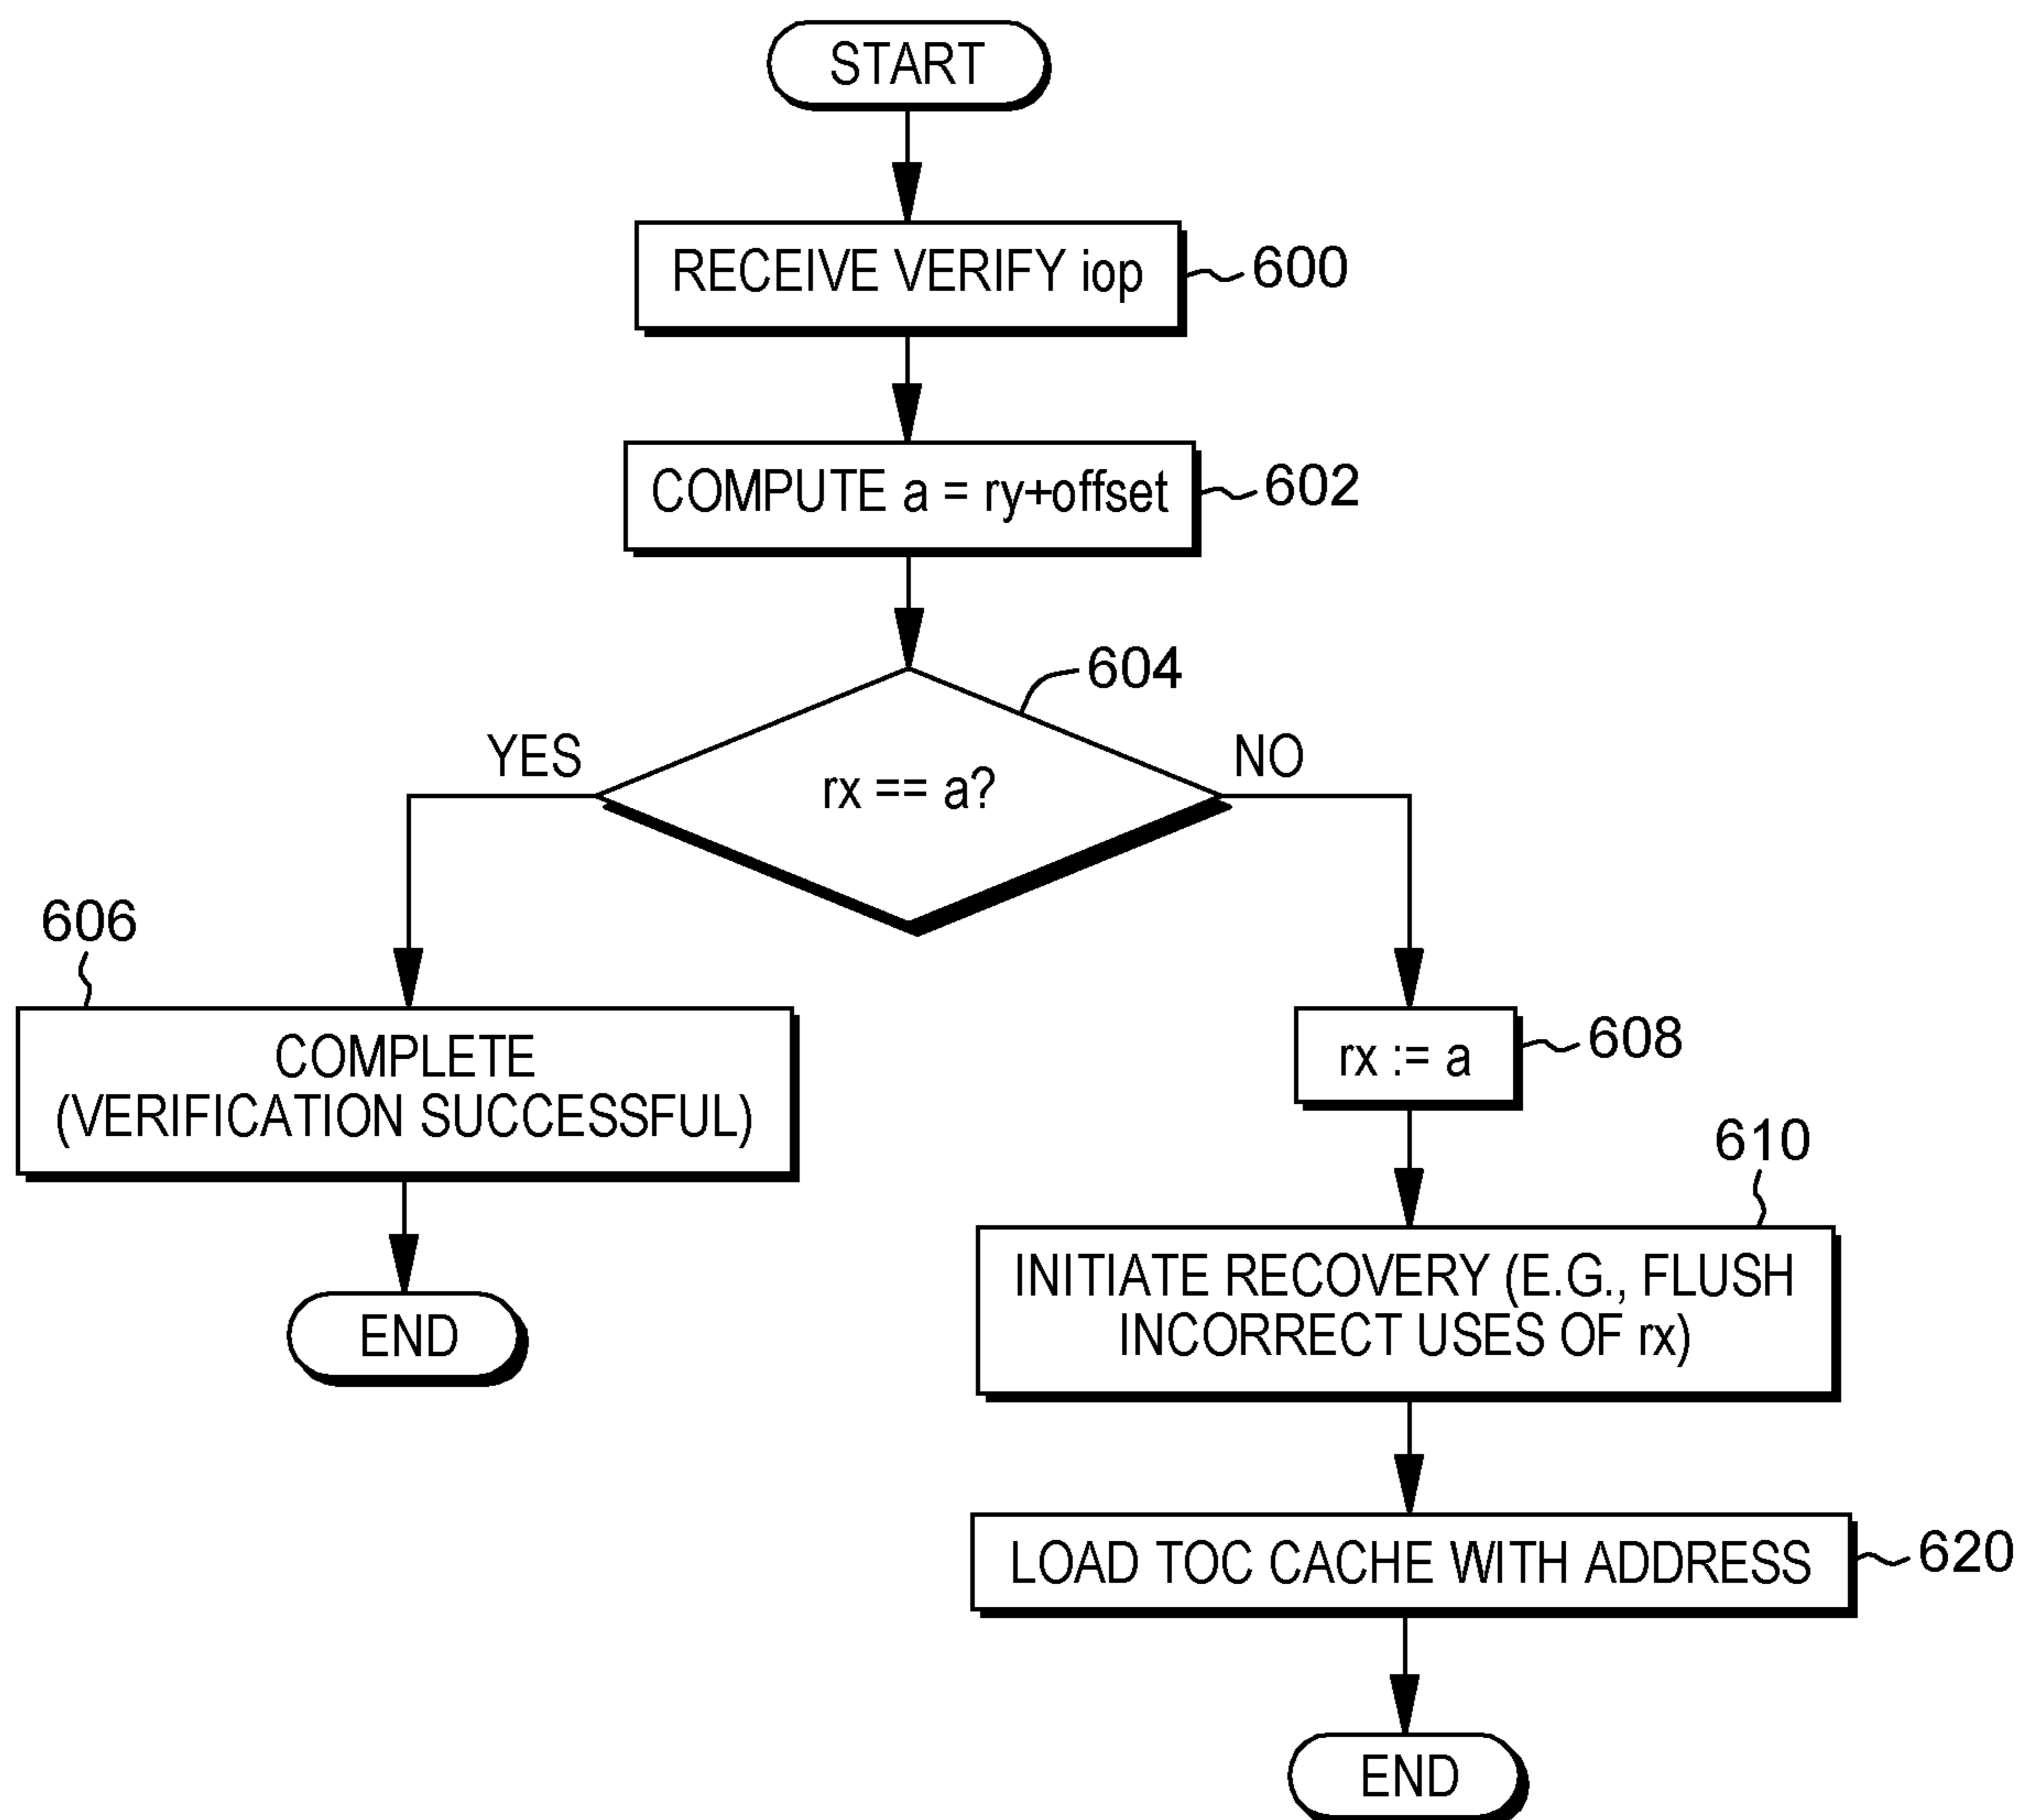 START
RECEIVE VERIFY iop
600
COMPUTE a = ry+offset
602
604
YES
NO
rx == a?
606
COMPLETE
(VERIFICATION SUCCESSFUL)
END
rx := a
608
610
INITIATE RECOVERY (E.G., FLUSH
INCORRECT USES OF rx)
LOAD TOC CACHE WITH ADDRESS
620
END